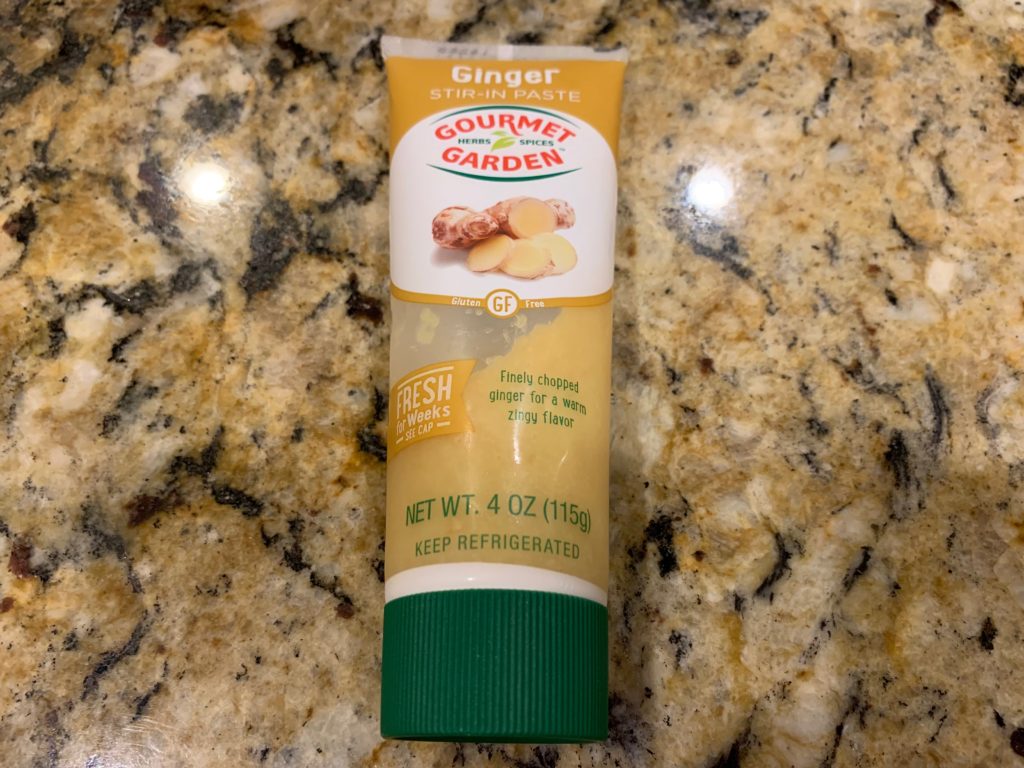 Ginger
STIR-IN PASTE
GOURMET
HERBS SPICES
GARDEN™
Gluten GF Free
FRESH
for Weeks
SEE CAP
Finely chopped
ginger for a warm
zingy flavor
NET WT. 4 OZ (115g)
KEEP REFRIGERATED